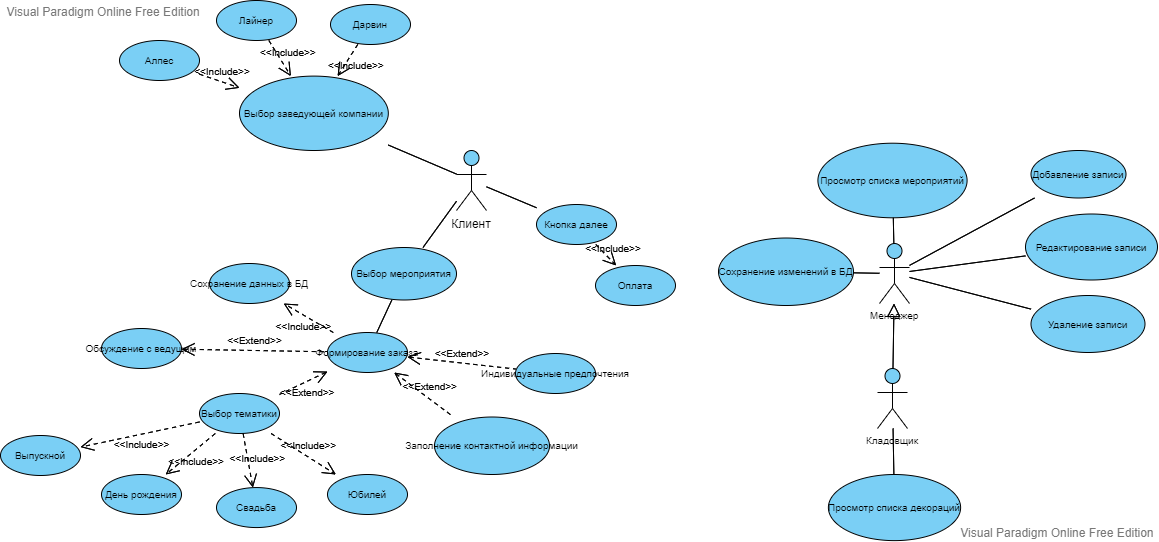 Visual Paradigm Online Free Edition
Лайнер
Дарвин
<<Include>>
Алпес
<<Include>>
<<Include>>
Выбор заведующей компании
Клиент
Кнопка далее
<<Include>>
Оплата
Выбор мероприятия
Сохранение данных в БД
<<Include>>
<<Extend>>
Обсуждение с ведущим
Формирование заказа
<<Extend>>
Индивидуальные предпочтения
<<Extend>>
<<Extend>>
Выбор тематики
Заполнение контактной информации
<<Include>>
<<Include>>
<<Include>>
<<Include>>
Выпускной
День рождения
Свадьба
Юбилей
Просмотр списка мероприятий
Добавление записи
Редактирование записи
Сохранение изменений в БД
Менеджер
Удаление записи
Кладовщик
Просмотр списка декораций
Visual Paradigm Online Free Edition